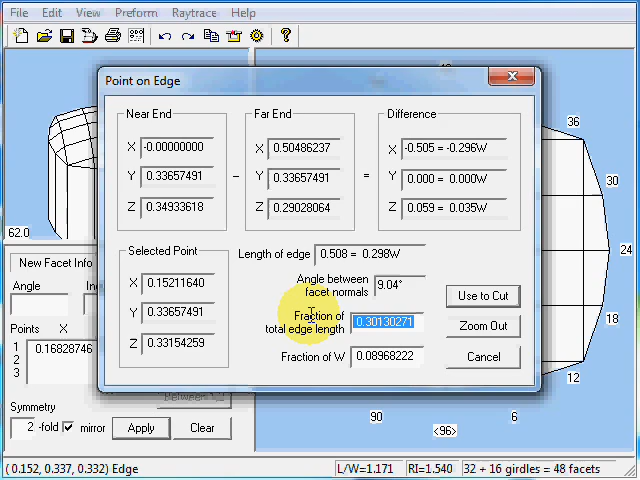 File Edit View Preform Raytrace Help
Point on Edge
Near End
X -0.00000000
Y 0.33657491
Z 0.34933618
–
Far End
X 0.50486237
Y 0.33657491
Z 0.29028064
=
Difference
X -0.505 = -0.296W
Y 0.000 = 0.000W
Z 0.059 = 0.035W
Selected Point
X 0.15211640
Y 0.33657491
Z 0.33154259
Length of edge 0.508 = 0.298W
Angle between
facet normals 9.04°
Fraction of
total edge length 0.30130271
Fraction of W 0.08968222
Use to Cut
Zoom Out
Cancel
62.0
New Facet Info
Angle
Points X
1 0.16828746
2
3
Symmetry
2 -fold mirror Apply Clear
36
30
24
18
12
6
<96>
90
( 0.152, 0.337, 0.332) Edge
L/W=1.171
RI=1.540
32 + 16 girdles = 48 facets